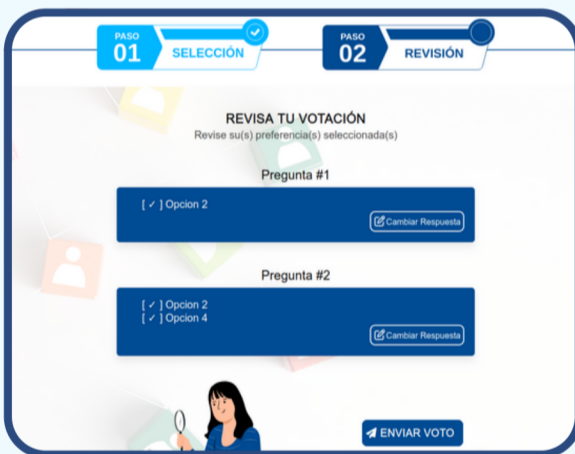 PASO
01
SELECCIÓN
PASO
02
REVISIÓN
REVISA TU VOTACIÓN
Revise su(s) preferencia(s) seleccionada(s)
Pregunta #1
[ ✓ ] Opcion 2
Cambiar Respuesta
Pregunta #2
[ ✓ ] Opcion 2
[ ✓ ] Opcion 4
Cambiar Respuesta
ENVIAR VOTO